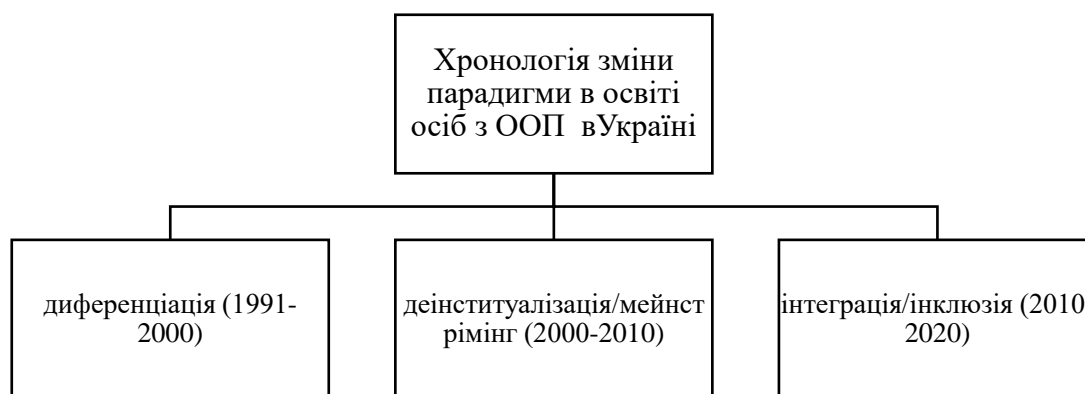 Хронологія зміни
парадигми в освіті
осіб з ООП вУкраїні
диференціація (1991-
2000)
деінституалізація/мейнст
рімінг (2000-2010)
інтеграція/інклюзія (2010
2020)